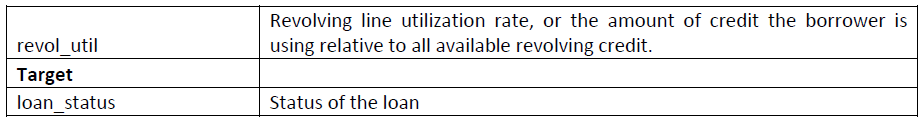 Revolving line utilization rate, or the amount of credit the borrower is
revol_util using relative to all available revolving credit.
Target
loan_status Status of the loan